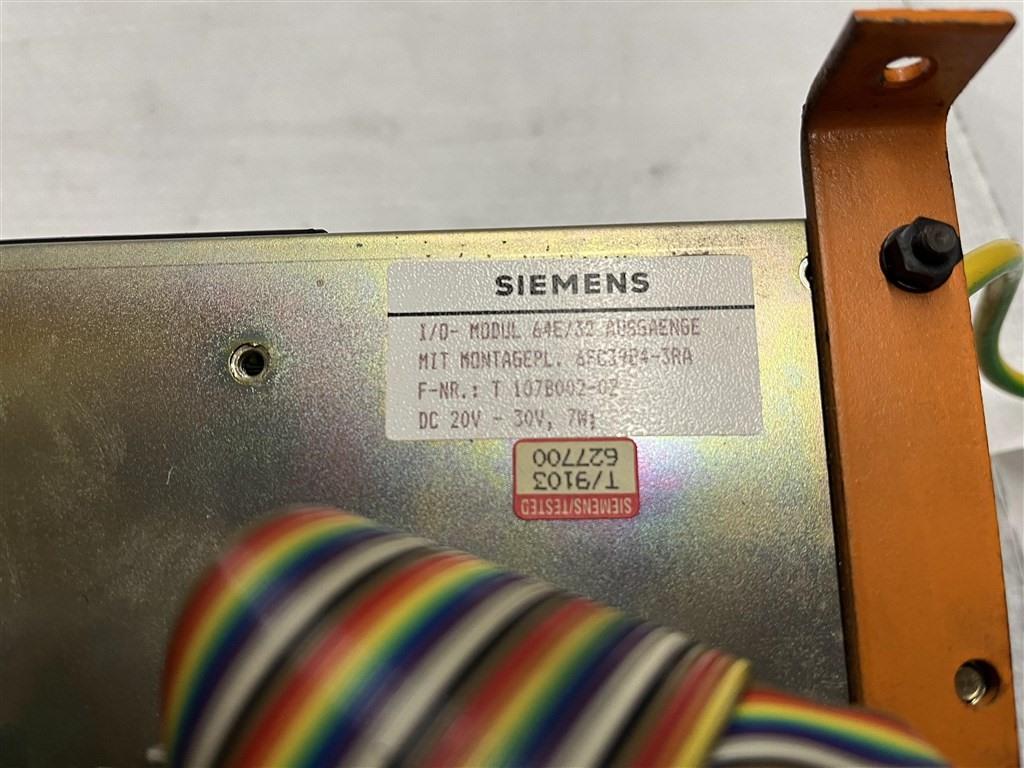 SIEMENS
I/O- MODUL 64E/32 AUSGAENGE
MIT MONTAGEPL. 6FC3984-3RA
F-NR.: T 107B002-02
DC 20V - 30V, 7W;
SIEMENS/TESTED
T/9103
627700